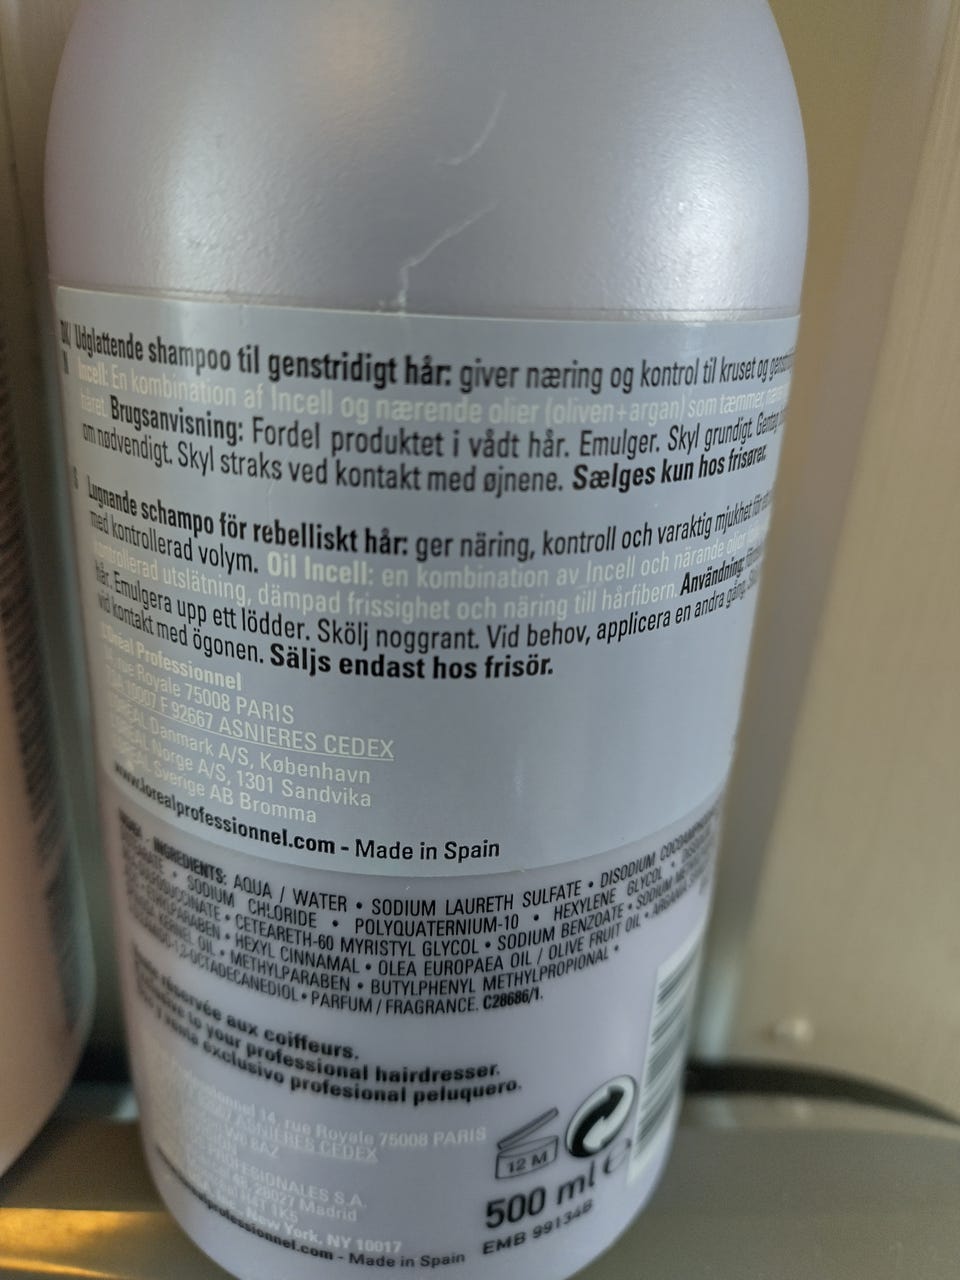 Udglattende shampoo til genstridigt hår: giver næring og kontrol til kruset og
Incell: En kombination af Incell og nærende olier (oliven+argan) som tæmmer,
håret. Brugsanvisning: Fordel produktet i vådt hår. Emulger. Skyl grundigt. Gentag
om nødvendigt. Skyl straks ved kontakt med øjnene. Sælges kun hos frisører.
S Lugnande schampo för rebelliskt hår: ger näring, kontroll och varaktig mjukhet för
med kontrollerad volym. Oil Incell: en kombination av Incell och närande oljor
kontrollerad utslätning, dämpad frissighet och näring till hårfibern. Användning:
hår. Emulgera upp ett lödder. Skölj noggrant. Vid behov, applicera en andra gång.
vid kontakt med ögonen. Säljs endast hos frisör.
L'Oréal Professionnel
rue Royale 75008 PARIS
10007 F 92667 ASNIERES CEDEX
Danmark A/S, København
Norge A/S, 1301 Sandvika
Sverige AB Bromma
www.lorealprofessionnel.com - Made in Spain
INGREDIENTS: AQUA / WATER • SODIUM LAURETH SULFATE • DISODIUM
• SODIUM CHLORIDE • POLYQUATERNIUM-10 • HEXYLENE GLYCOL •
• CETEARETH-60 MYRISTYL GLYCOL • SODIUM BENZOATE • SODIUM
• HEXYL CINNAMAL • OLEA EUROPAEA OIL / OLIVE FRUIT OIL •
KERNEL OIL • METHYLPARABEN • BUTYLPHENYL METHYLPROPIONAL •
OCTADECANEDIOL • PARFUM / FRAGRANCE. C28686/1.
réservée aux coiffeurs.
to your professional hairdresser.
exclusivo profesional peluquero.
14, rue Royale 75008 PARIS
ASNIERES CEDEX
S.A.
28027 Madrid
New York, NY 10017
- Made in Spain
12 M
500 ml e
EMB 99134B